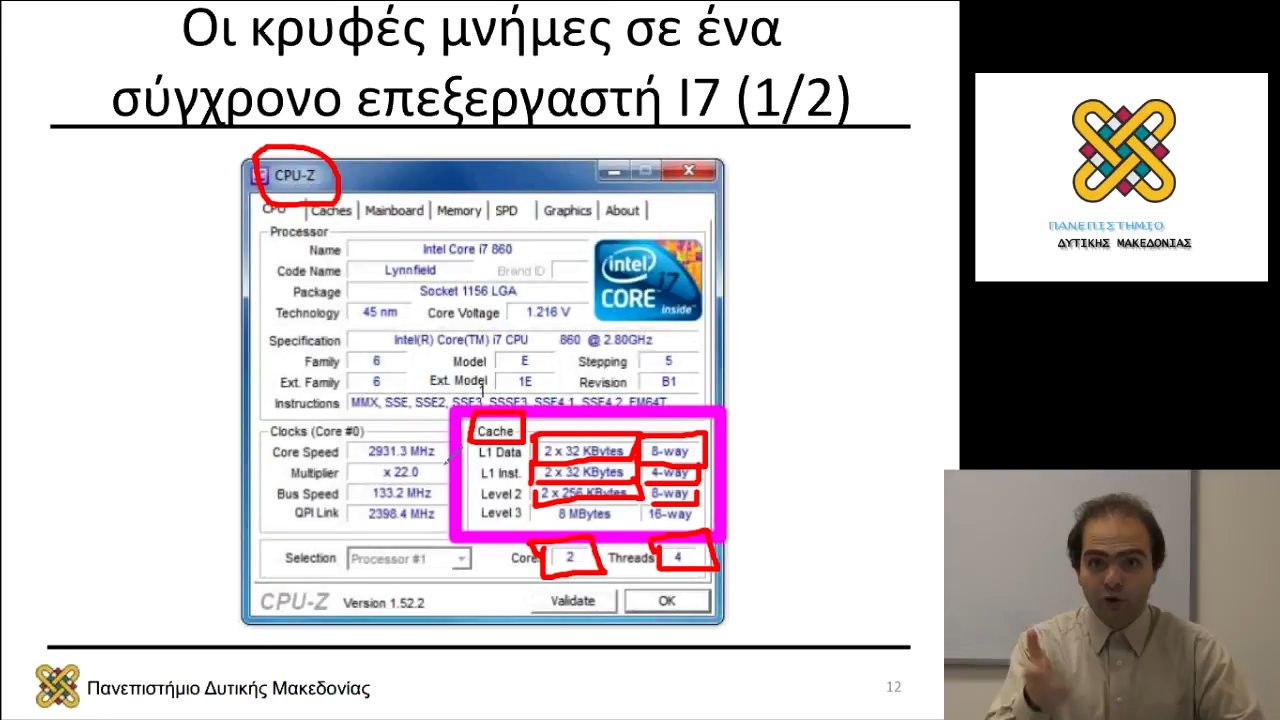 Οι κρυφές μνήμες σε ένα
σύγχρονο επεξεργαστή I7 (1/2)
CPU-Z
CPU Caches Mainboard Memory SPD Graphics About
Processor
Name Intel Core i7 860
Code Name Lynnfield Brand ID
Package Socket 1156 LGA
Technology 45 nm Core Voltage 1.216 V
intel CORE i7 inside™
Specification Intel(R) Core(TM) i7 CPU 860 @ 2.80GHz
Family 6 Model E Stepping 5
Ext. Family 6 Ext. Model 1E Revision B1
Instructions MMX, SSE, SSE2, SSE3, SSSE3, SSE4.1, SSE4.2, EM64T
Clocks (Core #0) Cache
Core Speed 2931.3 MHz L1 Data 2 x 32 KBytes 8-way
Multiplier x 22.0 L1 Inst. 2 x 32 KBytes 4-way
Bus Speed 133.2 MHz Level 2 2 x 256 KBytes 8-way
QPI Link 2398.4 MHz Level 3 8 MBytes 16-way
Selection Processor #1 Core 2 Threads 4
CPU-Z Version 1.52.2 Validate OK
Πανεπιστήμιο Δυτικής Μακεδονίας
12
ΠΑΝΕΠΙΣΤΗΜΙΟ
ΔΥΤΙΚΗΣ ΜΑΚΕΔΟΝΙΑΣ